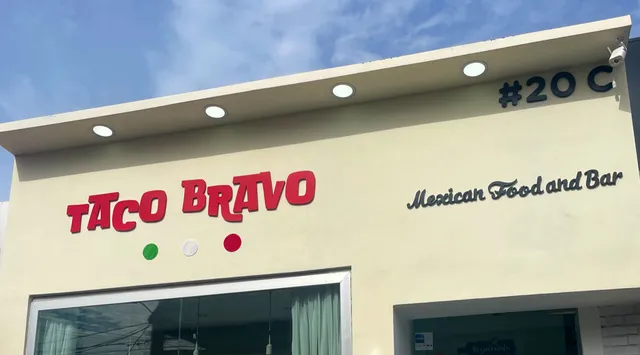 #20 C
TACO BRAVO
Mexican Food and Bar